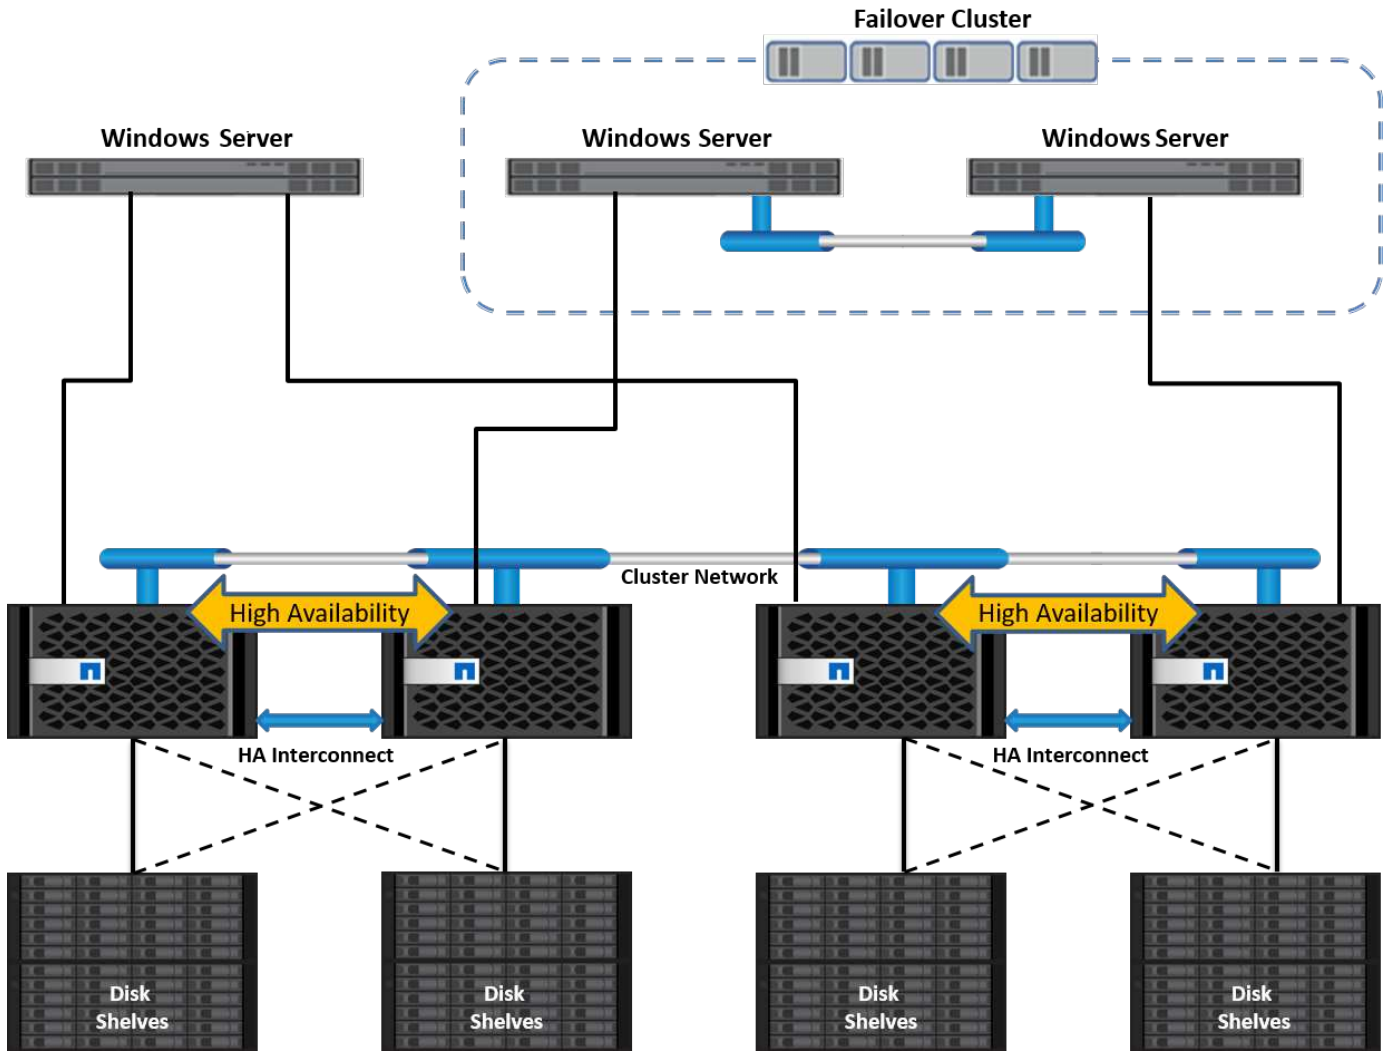 Failover Cluster
Windows Server
Windows Server
Windows Server
Cluster Network
High Availability
High Availability
HA Interconnect
HA Interconnect
Disk
Shelves
Disk
Shelves
Disk
Shelves
Disk
Shelves